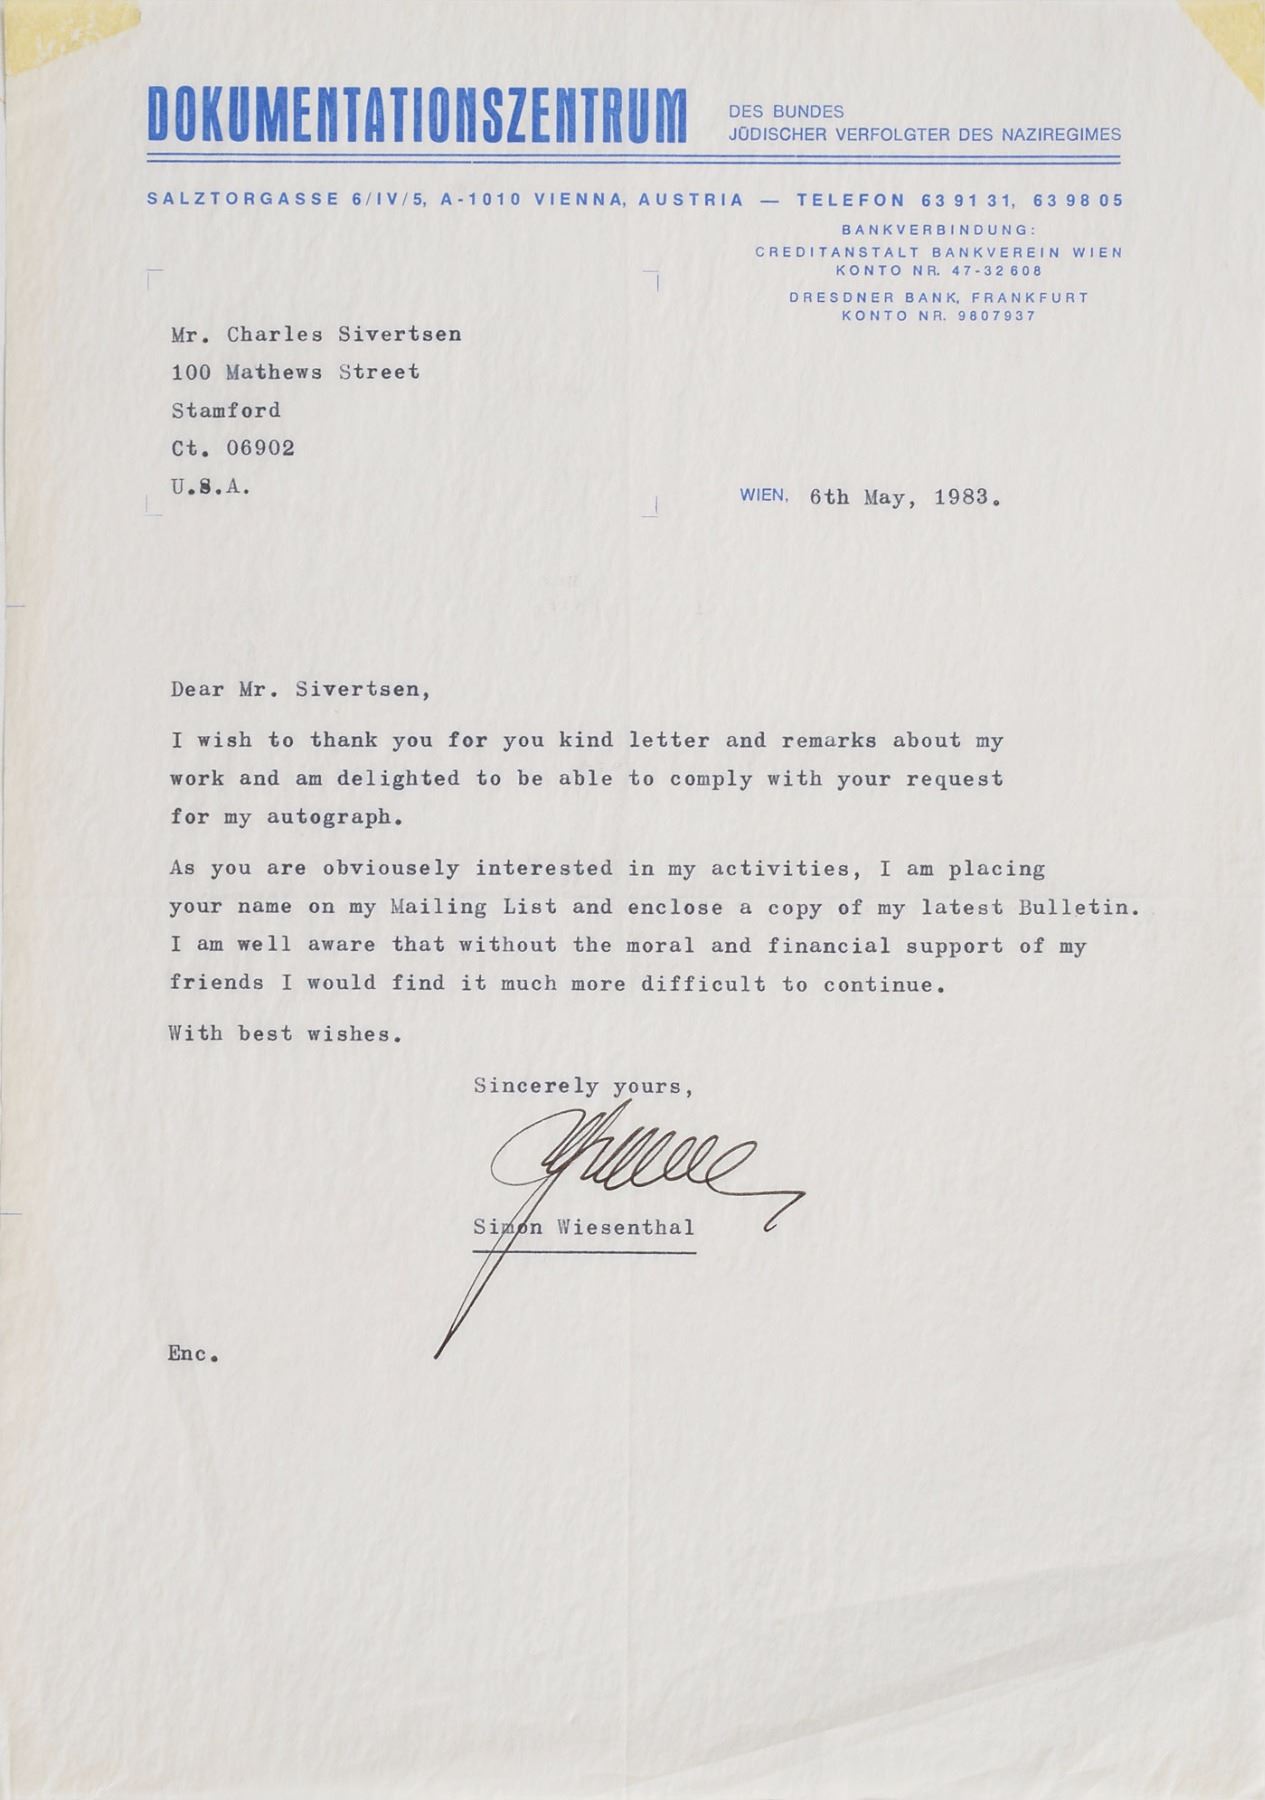 DOKUMENTATIONSZENTRUM
DES BUNDES
JÜDISCHER VERFOLGTER DES NAZIREGIMES
SALZTORGASSE 6/IV/5, A-1010 VIENNA, AUSTRIA — TELEFON 63 91 31, 63 98 05
BANKVERBINDUNG:
CREDITANSTALT BANKVEREIN WIEN
KONTO NR. 47-32 608
DRESDNER BANK, FRANKFURT
KONTO NR. 9807937
Mr. Charles Sivertsen
100 Mathews Street
Stamford
Ct. 06902
U.S.A.
WIEN, 6th May, 1983.
Dear Mr. Sivertsen,
I wish to thank you for you kind letter and remarks about my
work and am delighted to be able to comply with your request
for my autograph.
As you are obviousely interested in my activities, I am placing
your name on my Mailing List and enclose a copy of my latest Bulletin.
I am well aware that without the moral and financial support of my
friends I would find it much more difficult to continue.
With best wishes.
Sincerely yours,
Simon Wiesenthal
Enc.